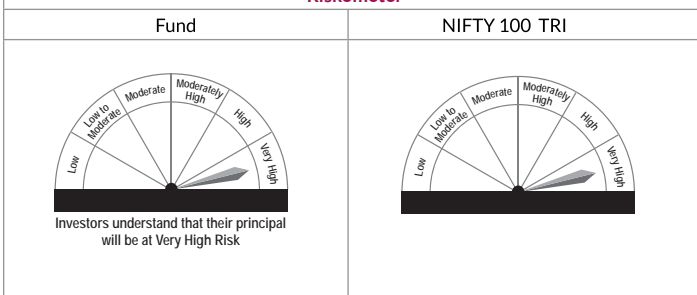 Riskometer
Fund
NIFTY 100 TRI
Low
Low to
Moderate
Moderate
Moderately
High
High
Very High
Investors understand that their principal
will be at Very High Risk
Low
Low to
Moderate
Moderate
Moderately
High
High
Very High